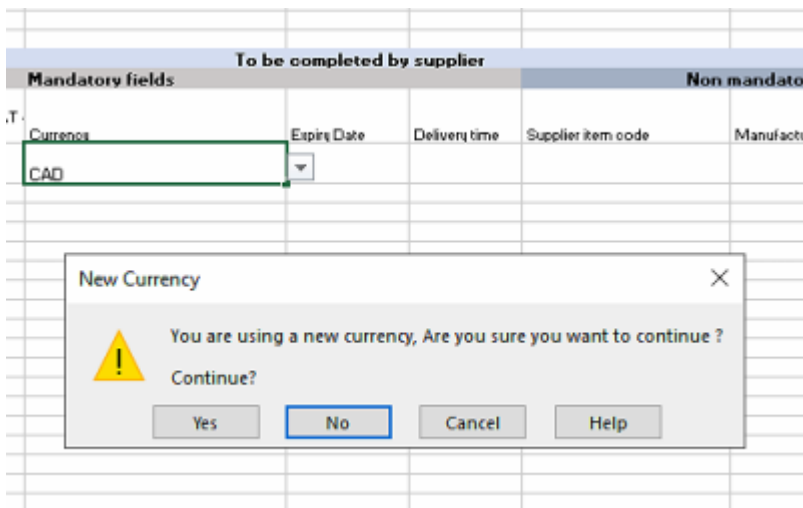 To be completed by supplier
Mandatory fields Non mandato
Currency Expiry Date Delivery time Supplier item code Manufactu
CAD
New Currency
You are using a new currency, Are you sure you want to continue ?
Continue?
Yes No Cancel Help